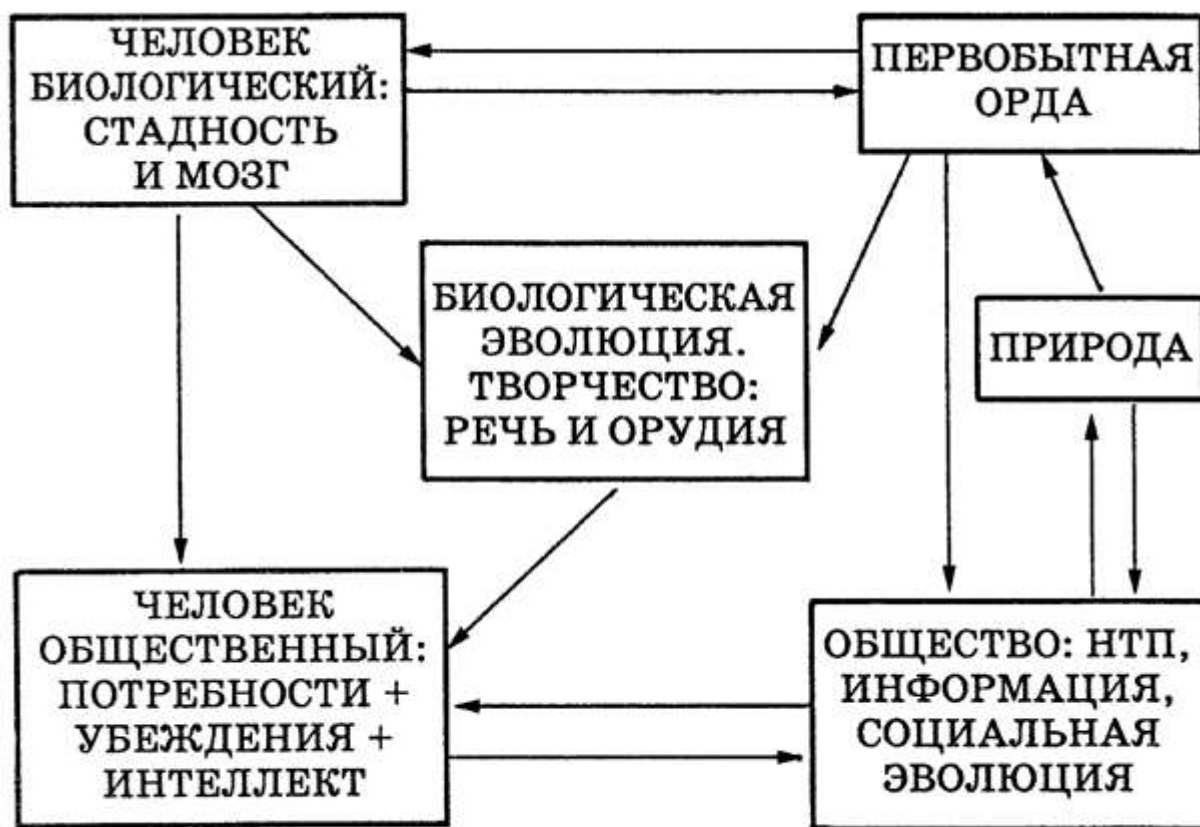 ЧЕЛОВЕК
БИОЛОГИЧЕСКИЙ:
СТАДНОСТЬ
И МОЗГ
ПЕРВОБЫТНАЯ
ОРДА
БИОЛОГИЧЕСКАЯ
ЭВОЛЮЦИЯ.
ТВОРЧЕСТВО:
РЕЧЬ И ОРУДИЯ
ПРИРОДА
ЧЕЛОВЕК
ОБЩЕСТВЕННЫЙ:
ПОТРЕБНОСТИ +
УБЕЖДЕНИЯ +
ИНТЕЛЛЕКТ
ОБЩЕСТВО: НТП,
ИНФОРМАЦИЯ,
СОЦИАЛЬНАЯ
ЭВОЛЮЦИЯ